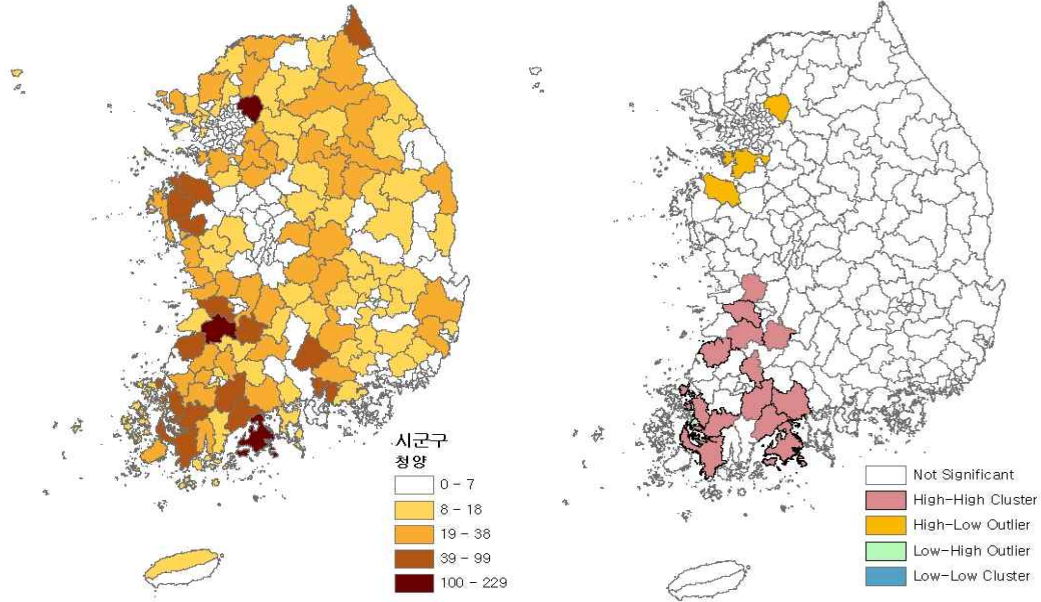 시군구
청양
0 - 7
8 - 18
19 - 38
39 - 99
100 - 229
Not Significant
High-High Cluster
High-Low Outlier
Low-High Outlier
Low-Low Cluster